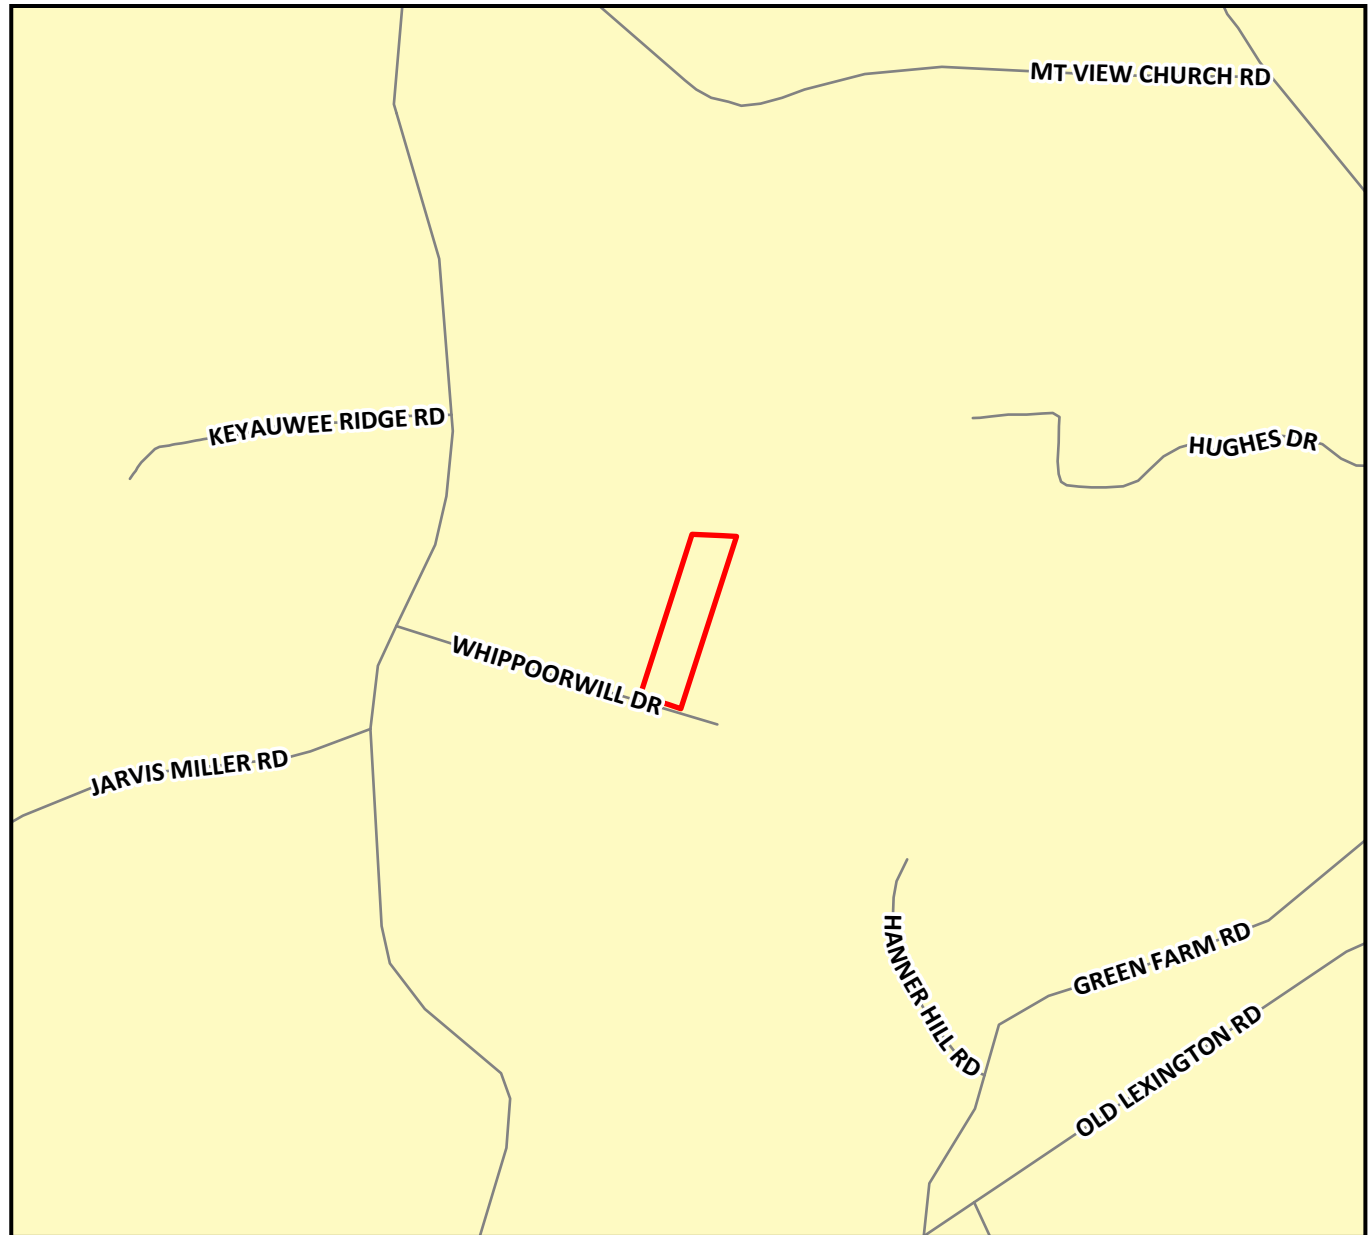 MT VIEW CHURCH RD
KEYAUWEE RIDGE RD
HUGHES DR
WHIPPOORWILL DR
JARVIS MILLER RD
HANNER HILL RD
GREEN FARM RD
OLD LEXINGTON RD